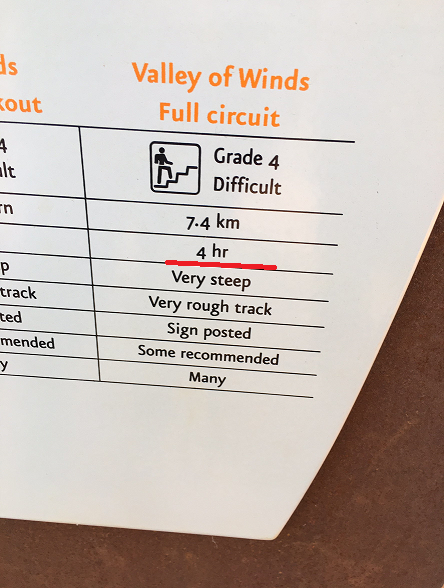 ds
kout
4
lt
rn
p
track
ted
mended
y
Valley of Winds
Full circuit
Grade 4
Difficult
7.4 km
4 hr
Very steep
Very rough track
Sign posted
Some recommended
Many